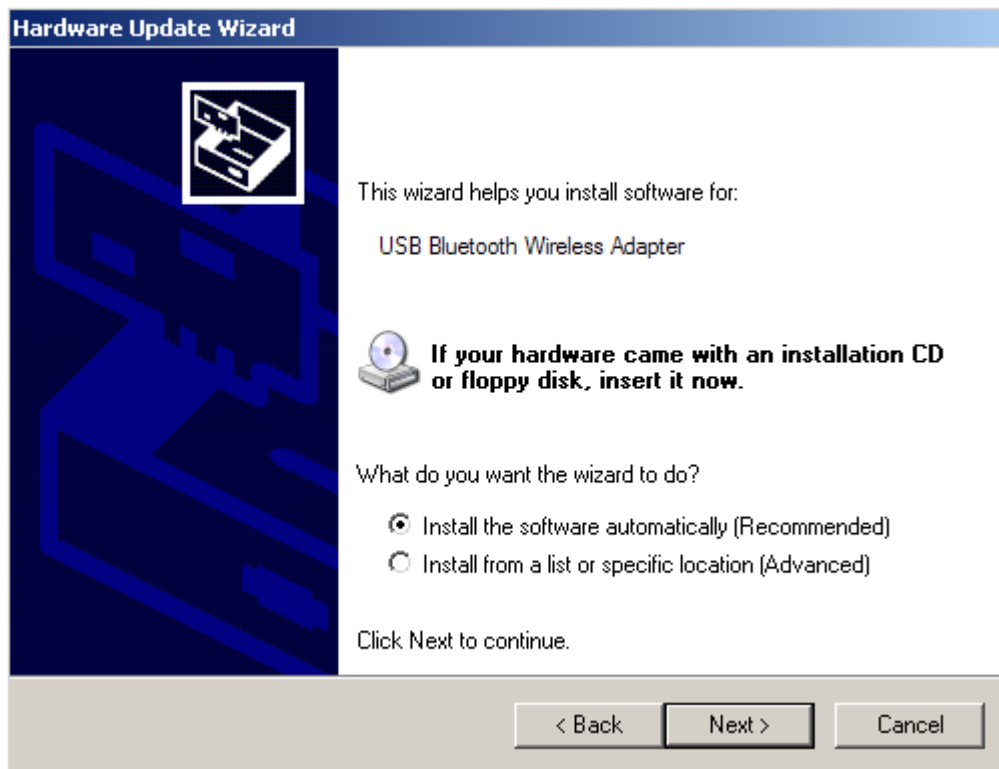 Hardware Update Wizard
This wizard helps you install software for:
USB Bluetooth Wireless Adapter
If your hardware came with an installation CD
or floppy disk, insert it now.
What do you want the wizard to do?
Install the software automatically (Recommended)
Install from a list or specific location (Advanced)
Click Next to continue.
< Back
Next >
Cancel